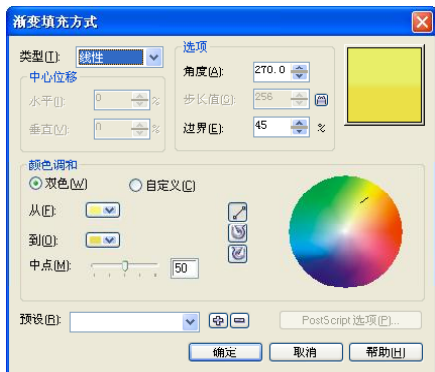 渐变填充方式
类型(T): 线性
中心位移
水平(I): 0 %
垂直(V): 0 %
选项
角度(A): 270.0
步长值(S): 256
边界(E): 45 %
颜色调和
双色(W) 自定义(C)
从(F):
到(O):
中点(M): 50
预设(R):
PostScript 选项(P)...
确定 取消 帮助(H)